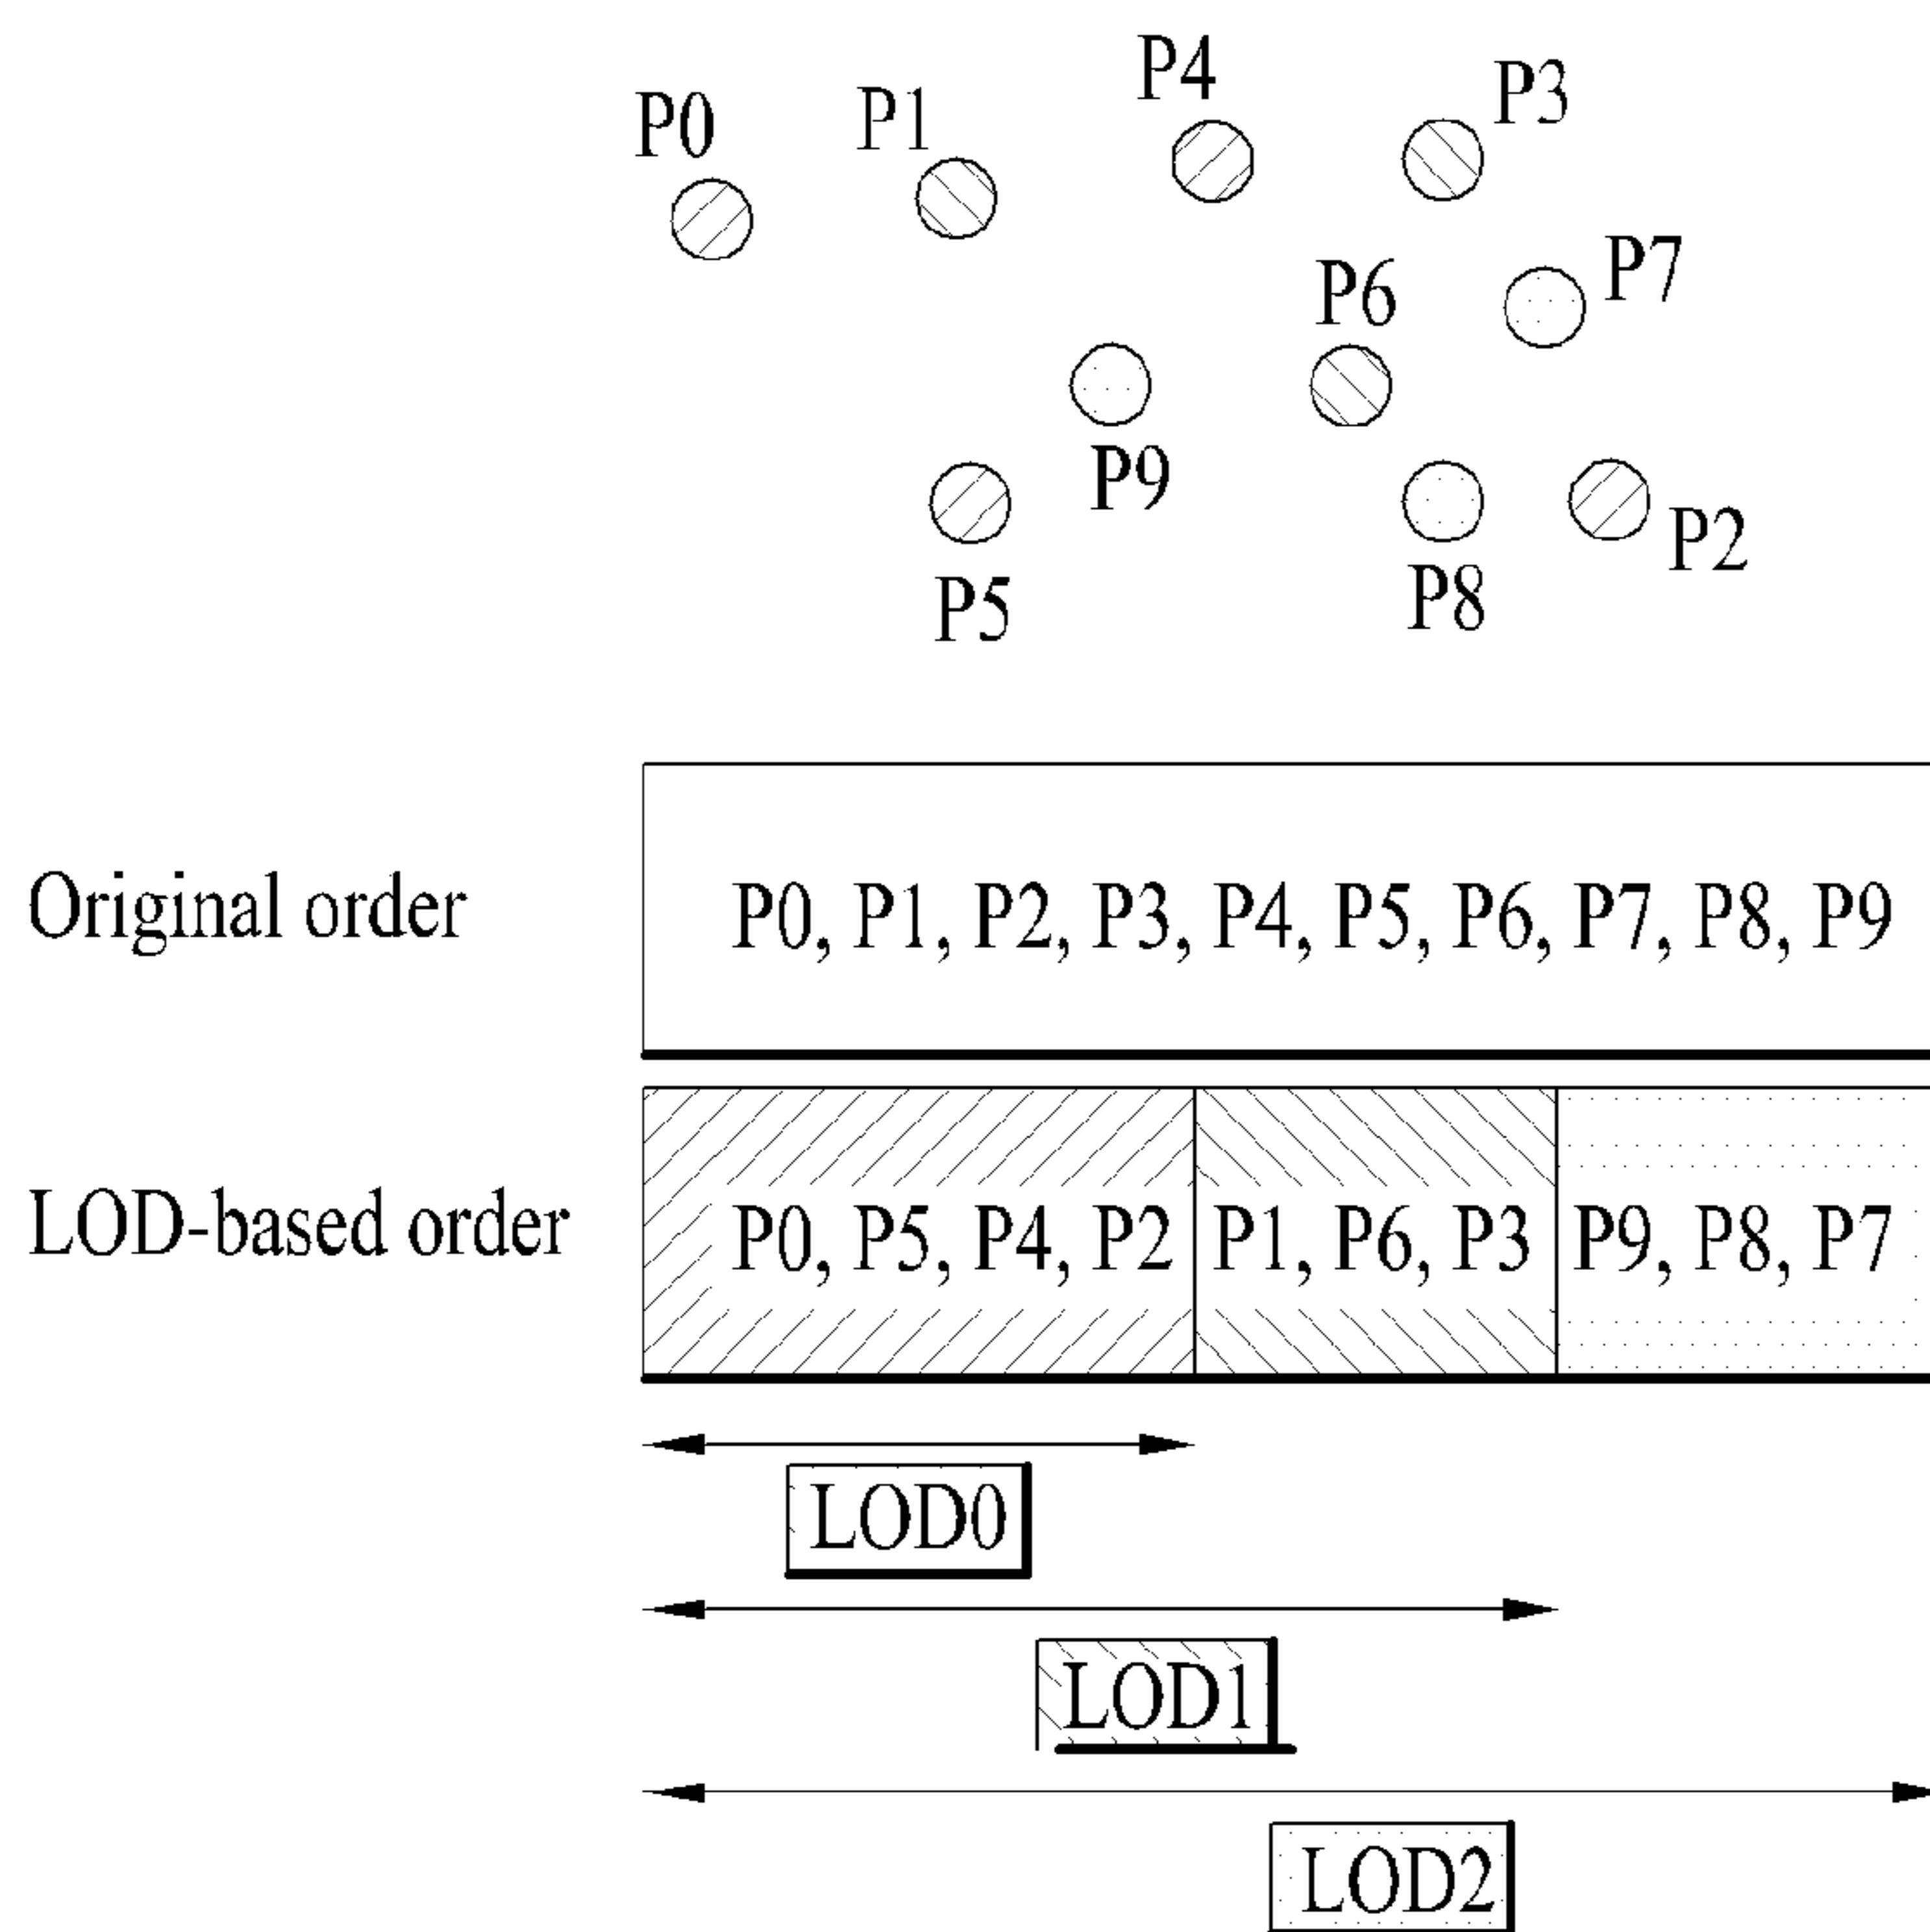 P4
P3
P0
P1
P7
P6
P9
P2
P5
P8
Original order
P0, P1, P2, P3, P4, P5, P6, P7, P8, P9
LOD-based order
P0, P5, P4, P2
P1, P6, P3
P9, P8, P7
LOD0
LOD1
LOD2